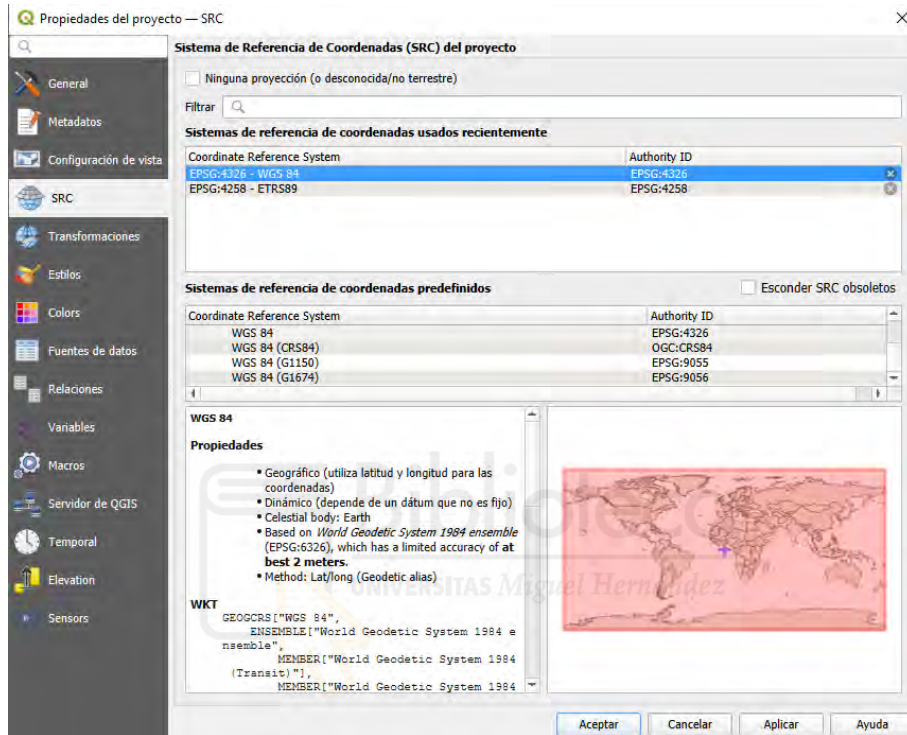 Propiedades del proyecto — SRC
General
Metadatos
Configuración de vista
SRC
Transformaciones
Estilos
Colors
Fuentes de datos
Relaciones
Variables
Macros
Servidor de QGIS
Temporal
Elevation
Sensors
Sistema de Referencia de Coordenadas (SRC) del proyecto
Ninguna proyección (o desconocida/no terrestre)
Filtrar
Sistemas de referencia de coordenadas usados recientemente
Coordinate Reference System Authority ID
EPSG:4326 - WGS 84 EPSG:4326
EPSG:4258 - ETRS89 EPSG:4258
Sistemas de referencia de coordenadas predefinidos Esconder SRC obsoletos
Coordinate Reference System Authority ID
WGS 84 EPSG:4326
WGS 84 (CRS84) OGC:CRS84
WGS 84 (G1150) EPSG:9055
WGS 84 (G1674) EPSG:9056
WGS 84
Propiedades
• Geográfico (utiliza latitud y longitud para las
coordenadas)
• Dinámico (depende de un dátum que no es fijo)
• Celestial body: Earth
• Based on World Geodetic System 1984 ensemble
(EPSG:6326), which has a limited accuracy of at
best 2 meters.
• Method: Lat/long (Geodetic alias)
WKT
GEOGCRS["WGS 84",
ENSEMBLE["World Geodetic System 1984 e
nsemble",
MEMBER["World Geodetic System 1984
(Transit)"],
MEMBER["World Geodetic System 1984
Biblioteca
UNIVERSITAS Miguel Hernández
Aceptar Cancelar Aplicar Ayuda